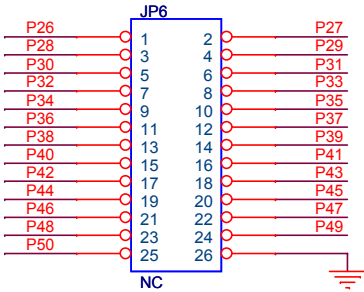 JP6
P26 1 2 P27
P28 3 4 P29
P30 5 6 P31
P32 7 8 P33
P34 9 10 P35
P36 11 12 P37
P38 13 14 P39
P40 15 16 P41
P42 17 18 P43
P44 19 20 P45
P46 21 22 P47
P48 23 24 P49
P50 25 26
NC